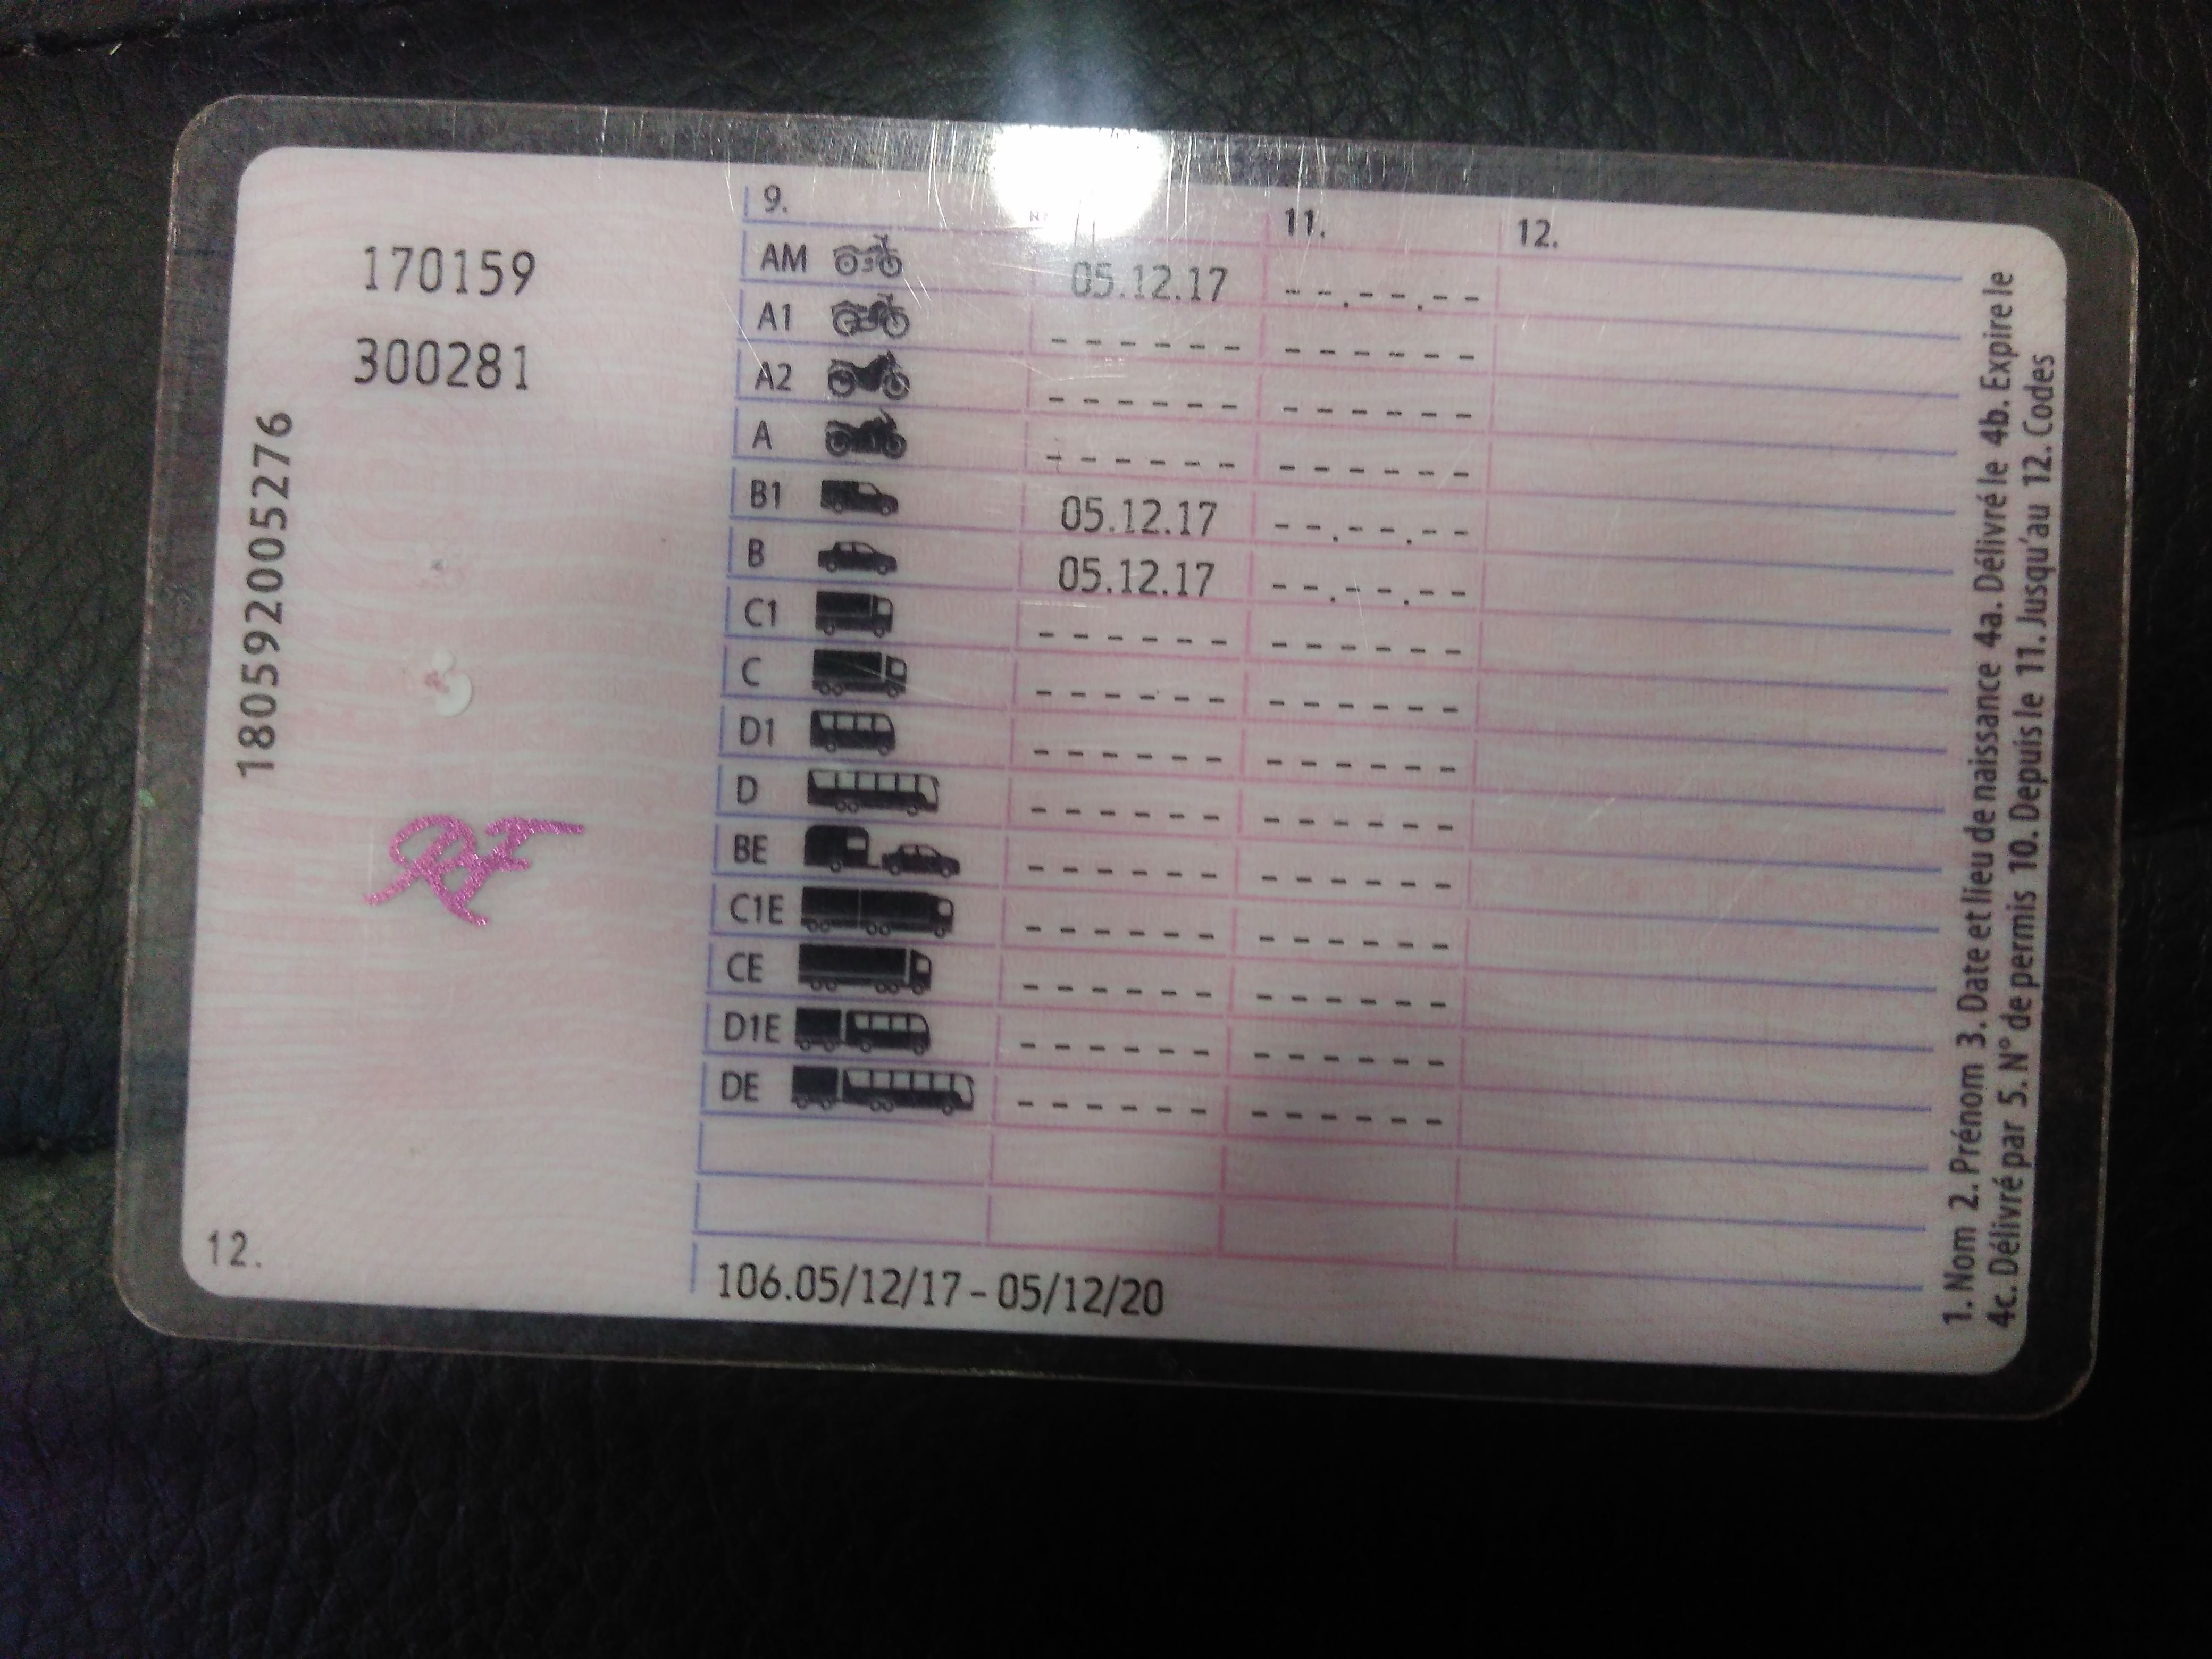 170159
300281
180592005276
RF
12.
9. 11. 12.
AM 05.12.17 --.--.--
A1 ------ ------
A2 ------ ------
A ------ ------
B1 05.12.17 --.--.--
B 05.12.17 --.--.--
C1 ------ ------
C ------ ------
D1 ------ ------
D ------ ------
BE ------ ------
C1E ------ ------
CE ------ ------
D1E ------ ------
DE ------ ------
106.05/12/17 - 05/12/20
1. Nom 2. Prénom 3. Date et lieu de naissance 4a. Délivré le 4b. Expire le
4c. Délivré par 5. N° de permis 10. Depuis le 11. Jusqu'au 12. Codes